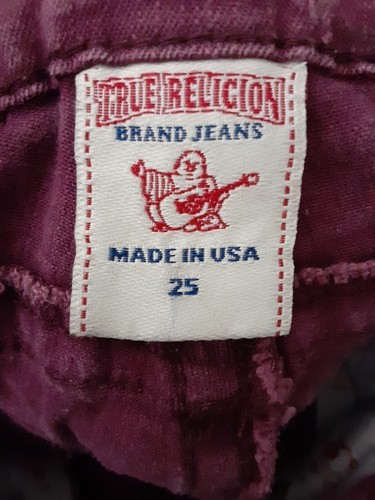 TRUE RELIGION
BRAND JEANS
MADE IN USA
25